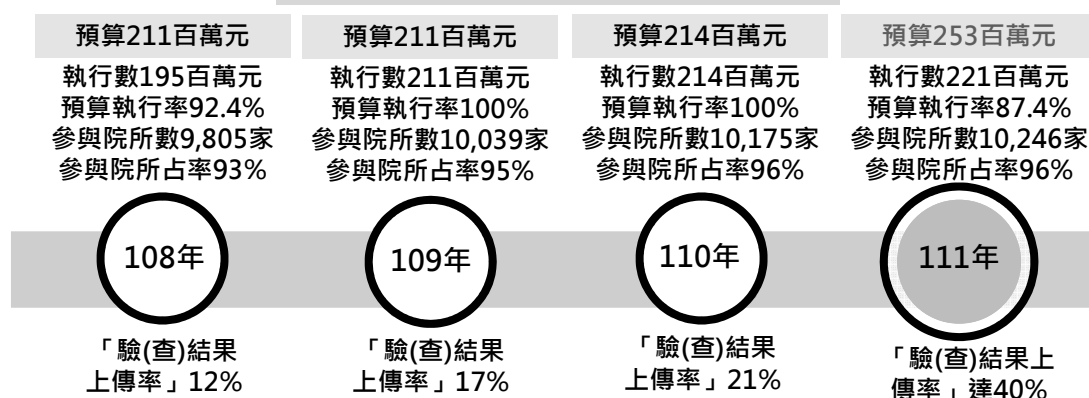 預算211百萬元
執行數195百萬元
預算執行率92.4%
參與院所數9,805家
參與院所占率93%
108年
「驗(查)結果
上傳率」12%
預算211百萬元
執行數211百萬元
預算執行率100%
參與院所數10,039家
參與院所占率95%
109年
「驗(查)結果
上傳率」17%
預算214百萬元
執行數214百萬元
預算執行率100%
參與院所數10,175家
參與院所占率96%
110年
「驗(查)結果
上傳率」21%
預算253百萬元
執行數221百萬元
預算執行率87.4%
參與院所數10,246家
參與院所占率96%
111年
「驗(查)結果上
傳率」達40%